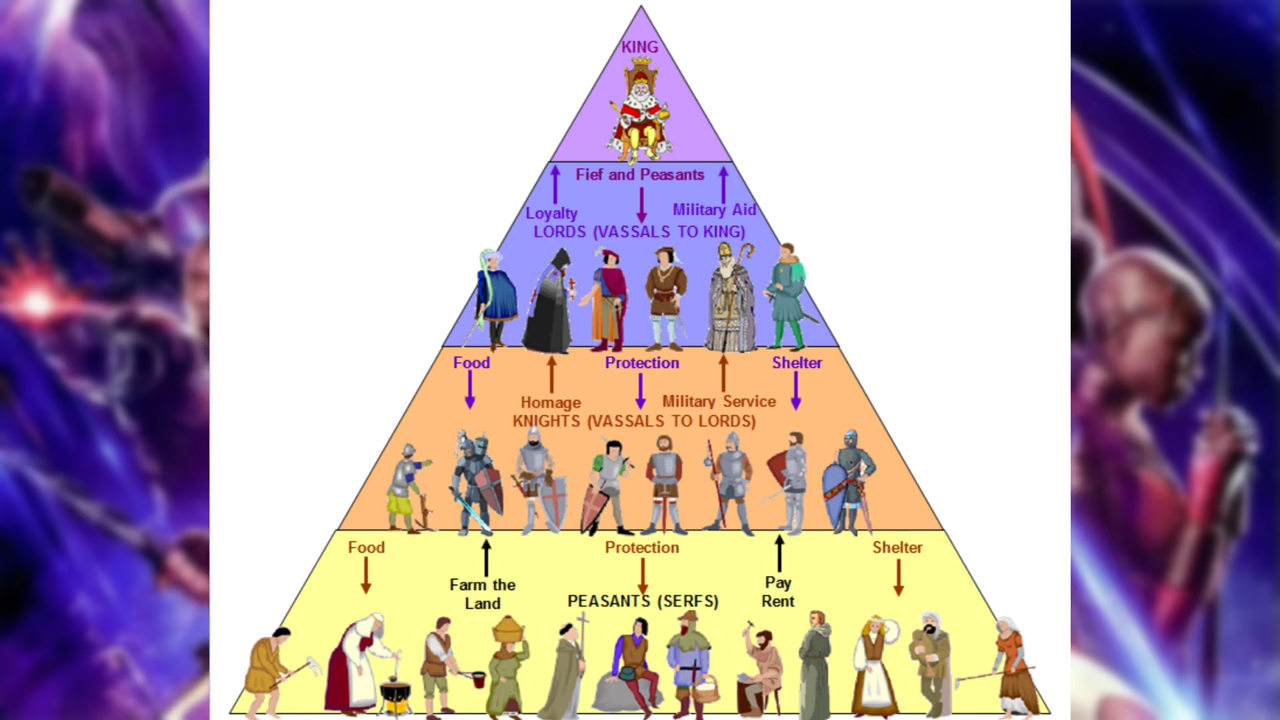 KING
Fief and Peasants
Loyalty
Military Aid
LORDS (VASSALS TO KING)
Food
Protection
Shelter
Homage
Military Service
KNIGHTS (VASSALS TO LORDS)
Food
Protection
Shelter
Farm the
Land
Pay
Rent
PEASANTS (SERFS)